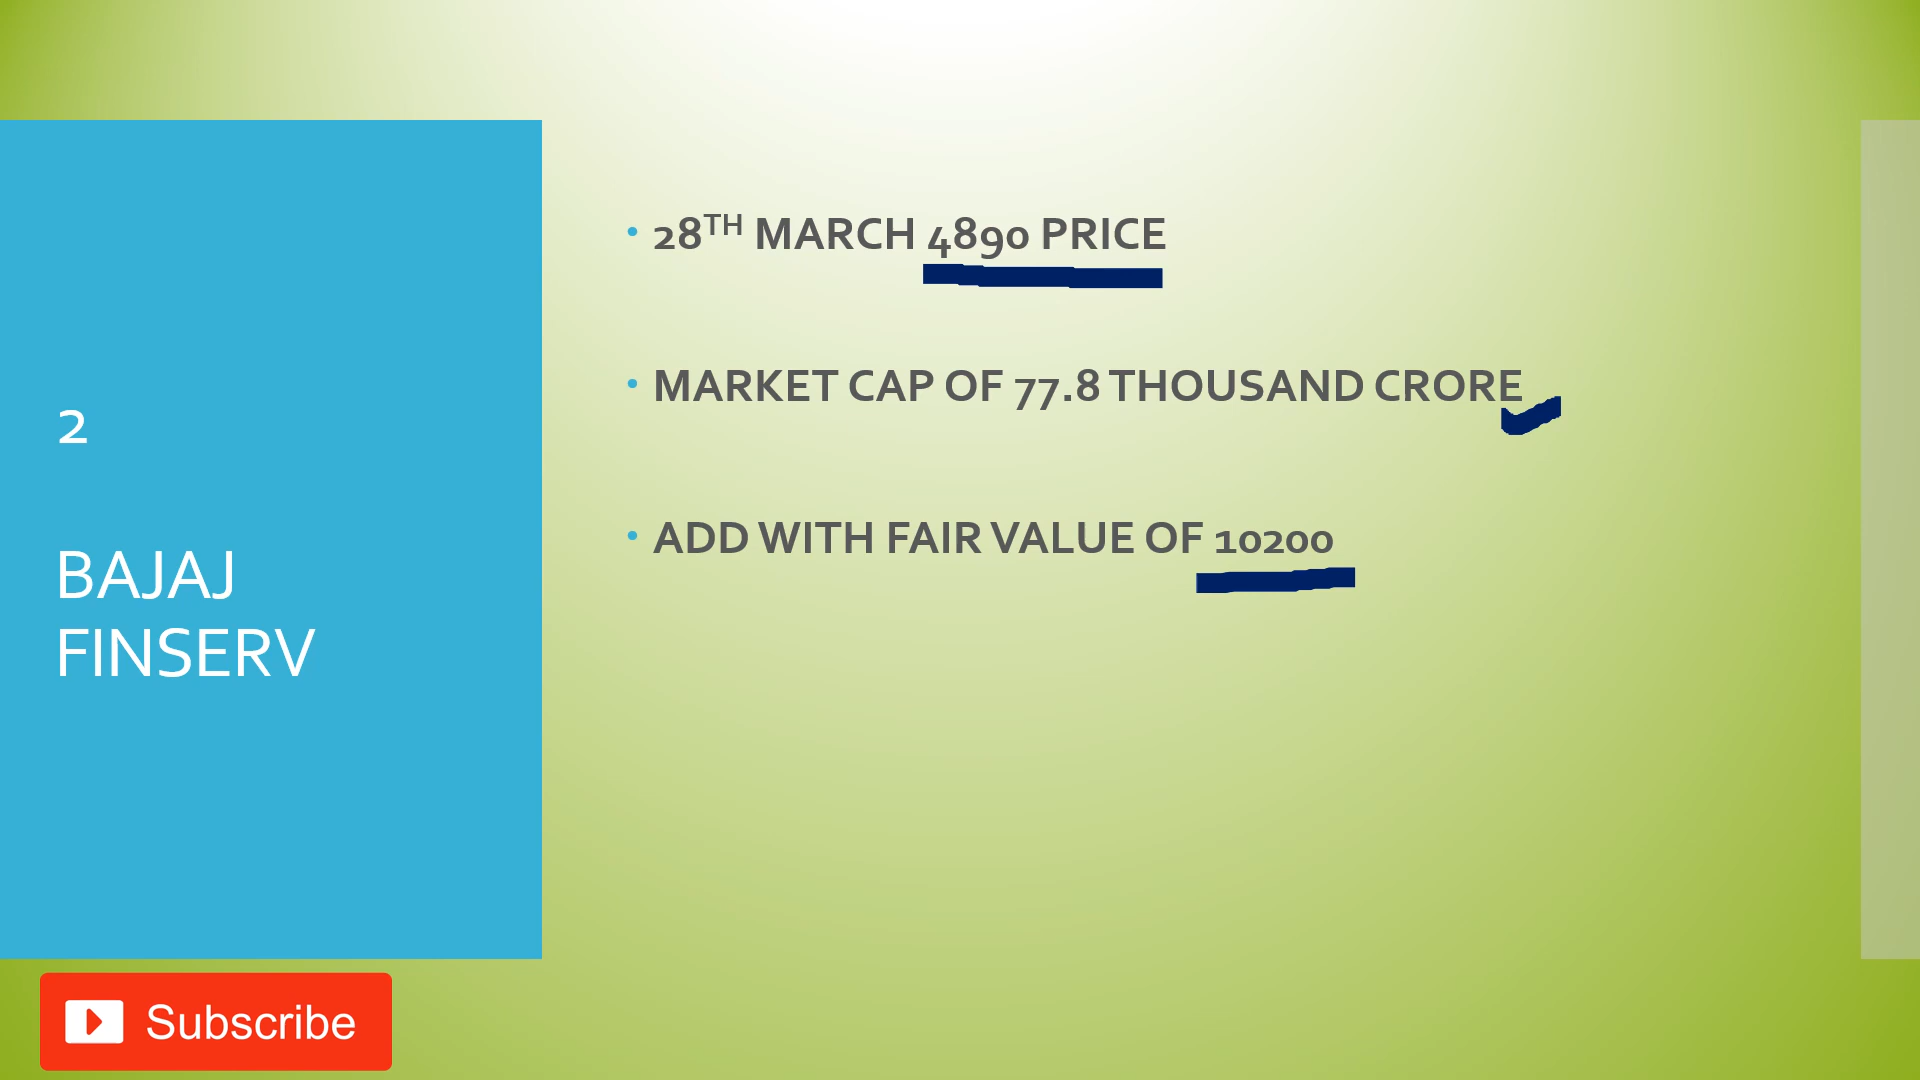 2
BAJAJ
FINSERV
28TH MARCH 4890 PRICE
MARKET CAP OF 77.8 THOUSAND CRORE
ADD WITH FAIR VALUE OF 10200
Subscribe